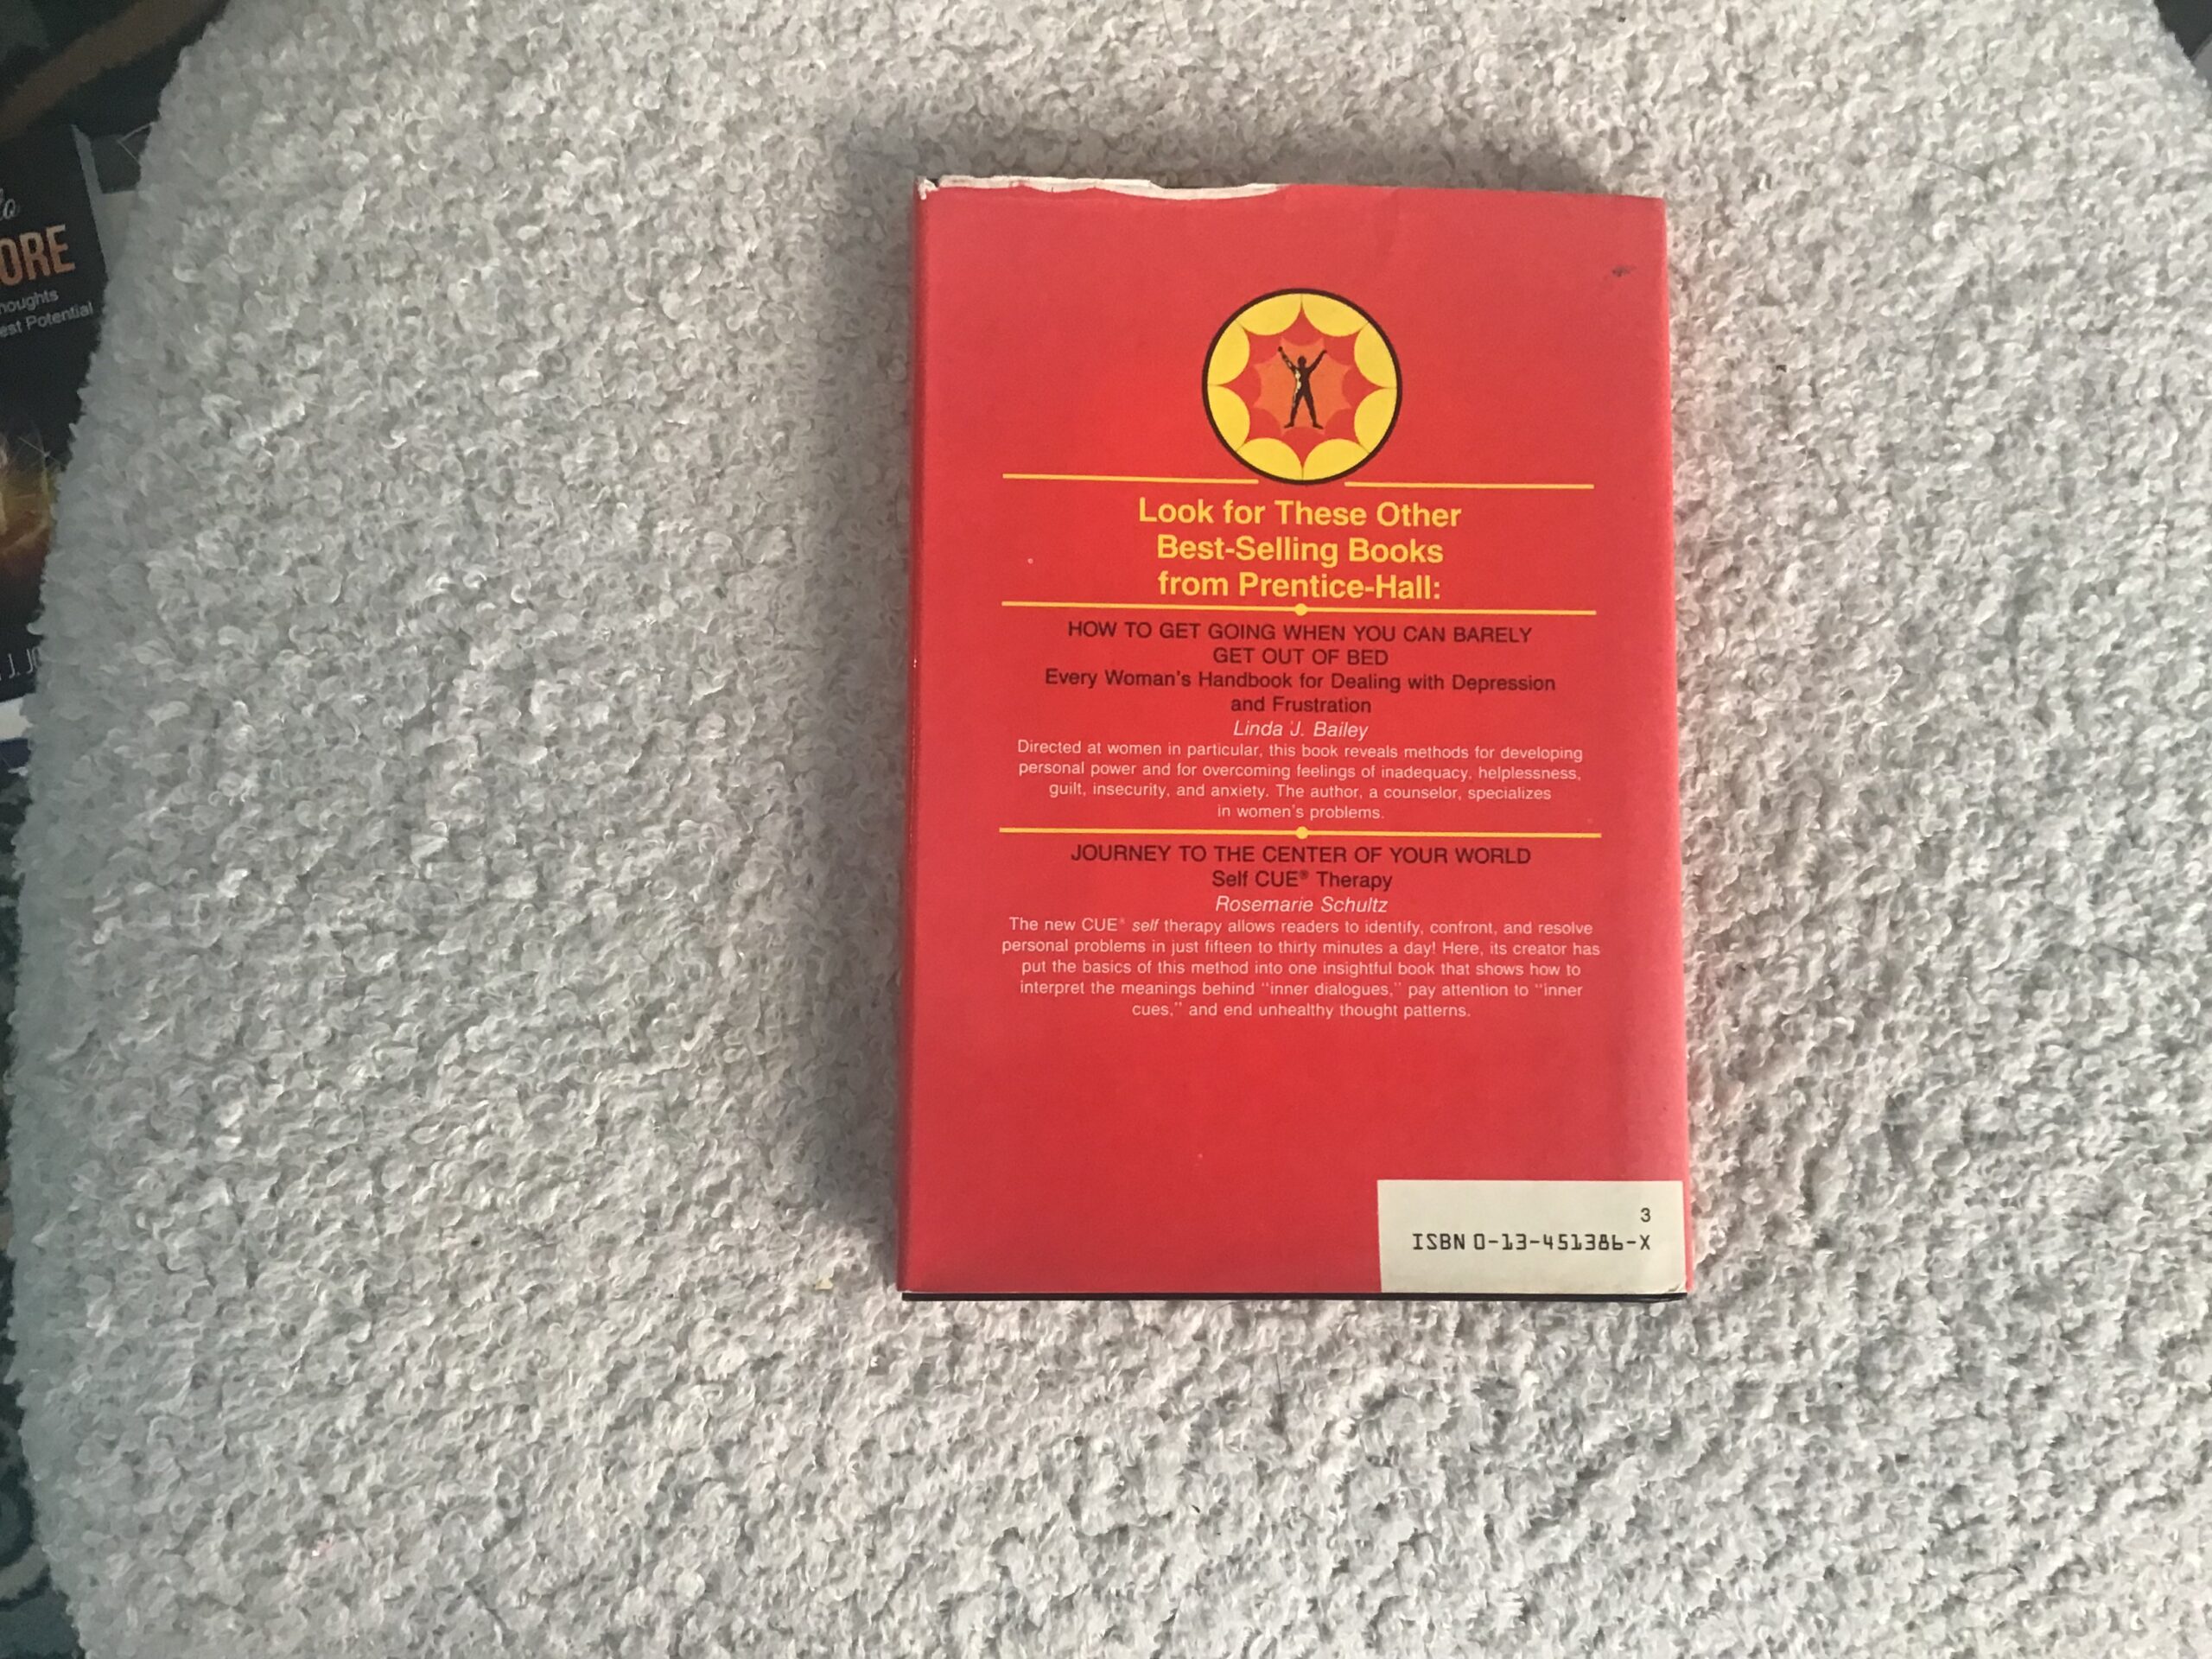 ORE
est Potential
Look for These Other
Best-Selling Books
from Prentice-Hall:
HOW TO GET GOING WHEN YOU CAN BARELY
GET OUT OF BED
Every Woman's Handbook for Dealing with Depression
and Frustration
Linda J. Bailey
Directed at women in particular, this book reveals methods for developing
personal power and for overcoming feelings of inadequacy, helplessness,
guilt, insecurity, and anxiety. The author, a counselor, specializes
in women's problems.
JOURNEY TO THE CENTER OF YOUR WORLD
Self CUE® Therapy
Rosemarie Schultz
The new CUE® self therapy allows readers to identify, confront, and resolve
personal problems in just fifteen to thirty minutes a day! Here, its creator has
put the basics of this method into one insightful book that shows how to
interpret the meanings behind "inner dialogues," pay attention to "inner
cues," and end unhealthy thought patterns.
3
ISBN 0-13-451386-X